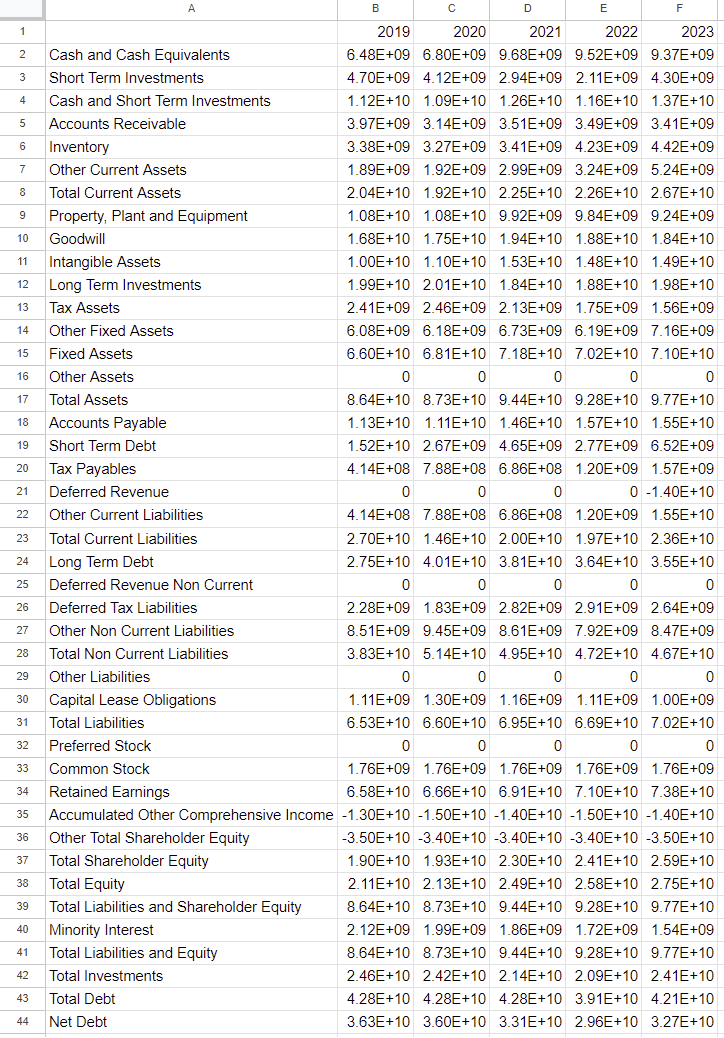 A B C D E F
1 2019 2020 2021 2022 2023
2 Cash and Cash Equivalents 6.48E+09 6.80E+09 9.68E+09 9.52E+09 9.37E+09
3 Short Term Investments 4.70E+09 4.12E+09 2.94E+09 2.11E+09 4.30E+09
4 Cash and Short Term Investments 1.12E+10 1.09E+10 1.26E+10 1.16E+10 1.37E+10
5 Accounts Receivable 3.97E+09 3.14E+09 3.51E+09 3.49E+09 3.41E+09
6 Inventory 3.38E+09 3.27E+09 3.41E+09 4.23E+09 4.42E+09
7 Other Current Assets 1.89E+09 1.92E+09 2.99E+09 3.24E+09 5.24E+09
8 Total Current Assets 2.04E+10 1.92E+10 2.25E+10 2.26E+10 2.67E+10
9 Property, Plant and Equipment 1.08E+10 1.08E+10 9.92E+09 9.84E+09 9.24E+09
10 Goodwill 1.68E+10 1.75E+10 1.94E+10 1.88E+10 1.84E+10
11 Intangible Assets 1.00E+10 1.10E+10 1.53E+10 1.48E+10 1.49E+10
12 Long Term Investments 1.99E+10 2.01E+10 1.84E+10 1.88E+10 1.98E+10
13 Tax Assets 2.41E+09 2.46E+09 2.13E+09 1.75E+09 1.56E+09
14 Other Fixed Assets 6.08E+09 6.18E+09 6.73E+09 6.19E+09 7.16E+09
15 Fixed Assets 6.60E+10 6.81E+10 7.18E+10 7.02E+10 7.10E+10
16 Other Assets 0 0 0 0 0
17 Total Assets 8.64E+10 8.73E+10 9.44E+10 9.28E+10 9.77E+10
18 Accounts Payable 1.13E+10 1.11E+10 1.46E+10 1.57E+10 1.55E+10
19 Short Term Debt 1.52E+10 2.67E+09 4.65E+09 2.77E+09 6.52E+09
20 Tax Payables 4.14E+08 7.88E+08 6.86E+08 1.20E+09 1.57E+09
21 Deferred Revenue 0 0 0 0 -1.40E+10
22 Other Current Liabilities 4.14E+08 7.88E+08 6.86E+08 1.20E+09 1.55E+10
23 Total Current Liabilities 2.70E+10 1.46E+10 2.00E+10 1.97E+10 2.36E+10
24 Long Term Debt 2.75E+10 4.01E+10 3.81E+10 3.64E+10 3.55E+10
25 Deferred Revenue Non Current 0 0 0 0 0
26 Deferred Tax Liabilities 2.28E+09 1.83E+09 2.82E+09 2.91E+09 2.64E+09
27 Other Non Current Liabilities 8.51E+09 9.45E+09 8.61E+09 7.92E+09 8.47E+09
28 Total Non Current Liabilities 3.83E+10 5.14E+10 4.95E+10 4.72E+10 4.67E+10
29 Other Liabilities 0 0 0 0 0
30 Capital Lease Obligations 1.11E+09 1.30E+09 1.16E+09 1.11E+09 1.00E+09
31 Total Liabilities 6.53E+10 6.60E+10 6.95E+10 6.69E+10 7.02E+10
32 Preferred Stock 0 0 0 0 0
33 Common Stock 1.76E+09 1.76E+09 1.76E+09 1.76E+09 1.76E+09
34 Retained Earnings 6.58E+10 6.66E+10 6.91E+10 7.10E+10 7.38E+10
35 Accumulated Other Comprehensive Income -1.30E+10 -1.50E+10 -1.40E+10 -1.50E+10 -1.40E+10
36 Other Total Shareholder Equity -3.50E+10 -3.40E+10 -3.40E+10 -3.40E+10 -3.50E+10
37 Total Shareholder Equity 1.90E+10 1.93E+10 2.30E+10 2.41E+10 2.59E+10
38 Total Equity 2.11E+10 2.13E+10 2.49E+10 2.58E+10 2.75E+10
39 Total Liabilities and Shareholder Equity 8.64E+10 8.73E+10 9.44E+10 9.28E+10 9.77E+10
40 Minority Interest 2.12E+09 1.99E+09 1.86E+09 1.72E+09 1.54E+09
41 Total Liabilities and Equity 8.64E+10 8.73E+10 9.44E+10 9.28E+10 9.77E+10
42 Total Investments 2.46E+10 2.42E+10 2.14E+10 2.09E+10 2.41E+10
43 Total Debt 4.28E+10 4.28E+10 4.28E+10 3.91E+10 4.21E+10
44 Net Debt 3.63E+10 3.60E+10 3.31E+10 2.96E+10 3.27E+10